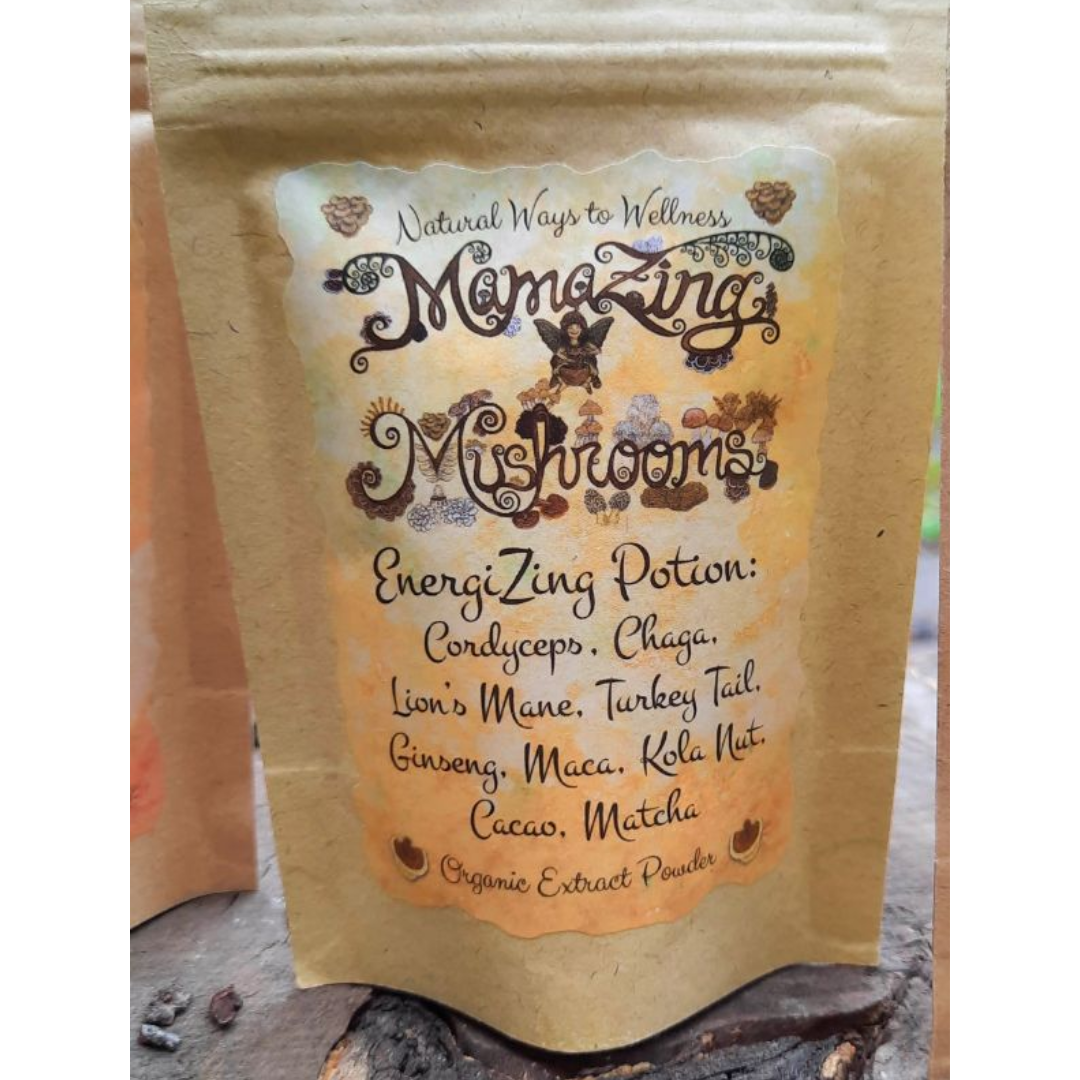 Natural Ways to Wellness
MamaZing
Mushrooms
EnergiZing Potion:
Cordyceps, Chaga,
Lion's Mane, Turkey Tail,
Ginseng, Maca, Kola Nut,
Cacao, Matcha
Organic Extract Powder